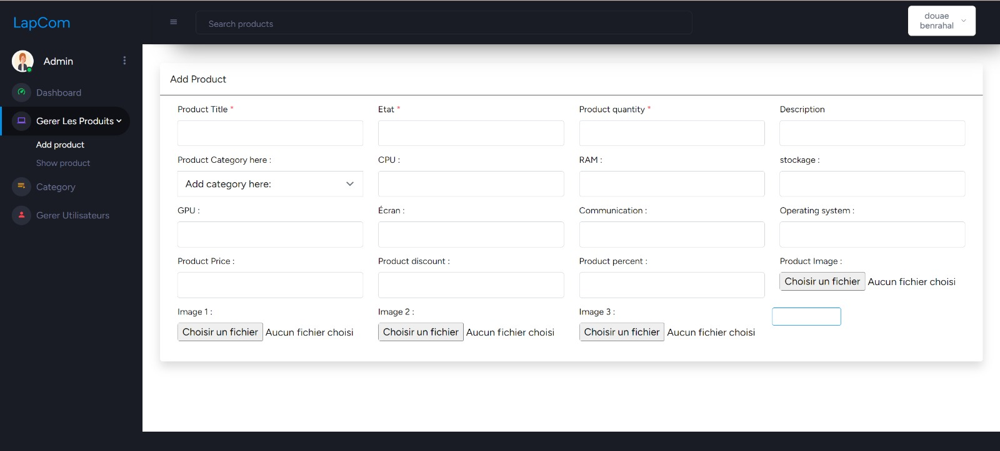 LapCom
Search products
douae
benrahal
Admin
Dashboard
Gerer Les Produits
Add product
Show product
Category
Gerer Utilisateurs
Add Product
Product Title *
Etat *
Product quantity *
Description
Product Category here :
CPU :
RAM :
stockage :
Add category here:
GPU :
Écran :
Communication :
Operating system :
Product Price :
Product discount :
Product percent :
Product Image :
Choisir un fichier Aucun fichier choisi
Image 1 :
Image 2 :
Image 3 :
Choisir un fichier Aucun fichier choisi
Choisir un fichier Aucun fichier choisi
Choisir un fichier Aucun fichier choisi